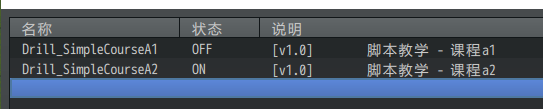 名称 状态 说明
Drill_SimpleCourseA1 OFF [v1.0] 脚本教学 - 课程a1
Drill_SimpleCourseA2 ON [v1.0] 脚本教学 - 课程a2